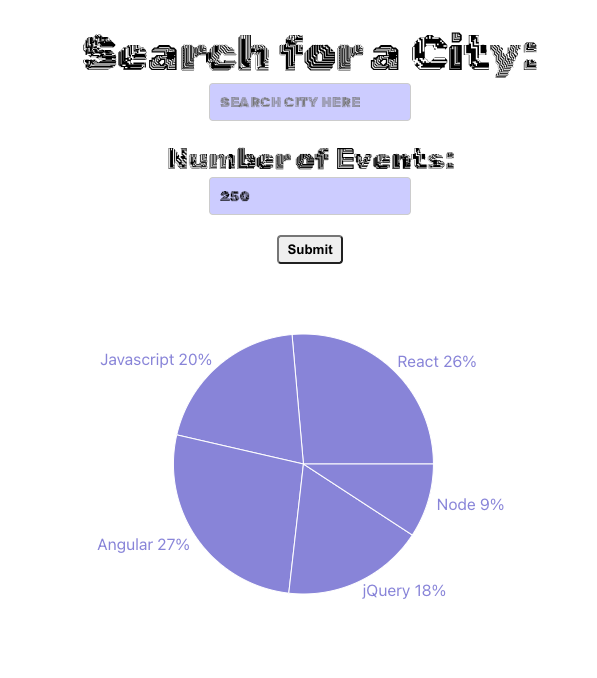 Search for a City:
SEARCH CITY HERE
Number of Events:
250
Submit
Javascript 20%
React 26%
Node 9%
Angular 27%
jQuery 18%